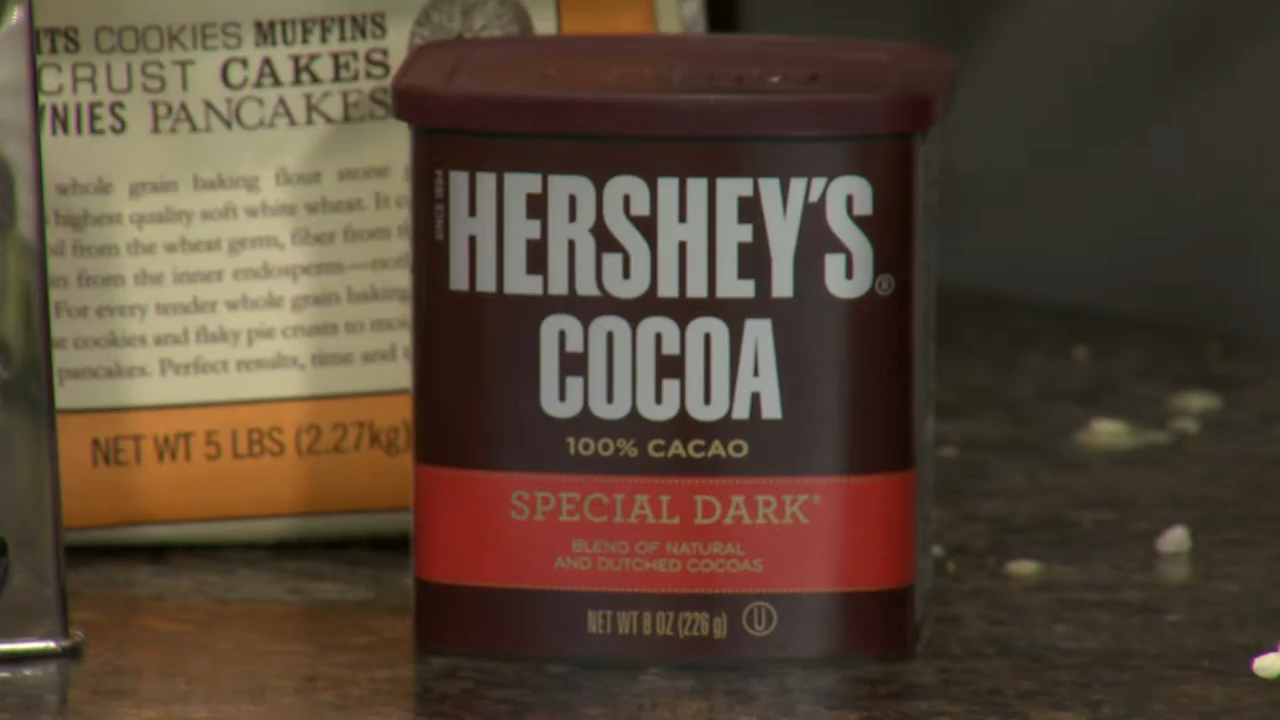 ITS COOKIES MUFFINS
CRUST CAKES
NIES PANCAKES
whole grain baking flour stone
highest quality soft white wheat. It
from the wheat germ, fiber from
from the inner endosperm—
For every tender whole grain baking
cookies and flaky pie crusts to
pancakes. Perfect results, time and
NET WT 5 LBS (2.27kg)
SINCE 1894
HERSHEY'S®
COCOA
100% CACAO
SPECIAL DARK®
BLEND OF NATURAL
AND DUTCHED COCOAS
NET WT 8 OZ (226 g) U